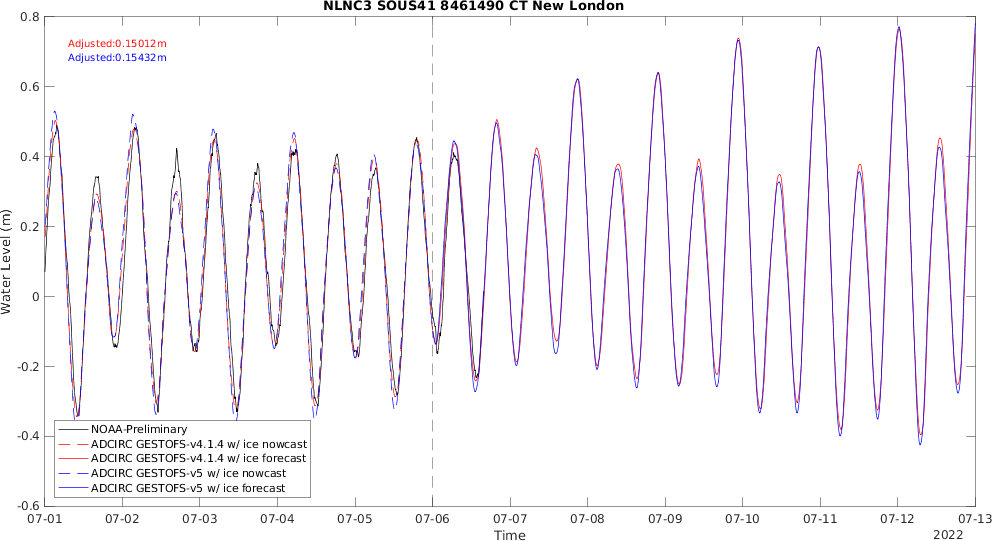 NLNC3 SOUS41 8461490 CT New London
Adjusted:0.15012m
Adjusted:0.15432m
0.8
0.6
0.4
0.2
0
-0.2
-0.4
-0.6
Water Level (m)
NOAA-Preliminary
ADCIRC GESTOFS-v4.1.4 w/ ice nowcast
ADCIRC GESTOFS-v4.1.4 w/ ice forecast
ADCIRC GESTOFS-v5 w/ ice nowcast
ADCIRC GESTOFS-v5 w/ ice forecast
07-01 07-02 07-03 07-04 07-05 07-06 07-07 07-08 07-09 07-10 07-11 07-12 07-13
Time
2022